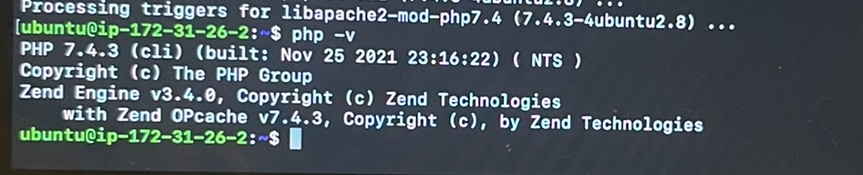 Processing triggers for libapache2-mod-php7.4 (7.4.3-4ubuntu2.8) ...
[ubuntu@ip-172-31-26-2:~$ php -v
PHP 7.4.3 (cli) (built: Nov 25 2021 23:16:22) ( NTS )
Copyright (c) The PHP Group
Zend Engine v3.4.0, Copyright (c) Zend Technologies
    with Zend OPcache v7.4.3, Copyright (c), by Zend Technologies
ubuntu@ip-172-31-26-2:~$